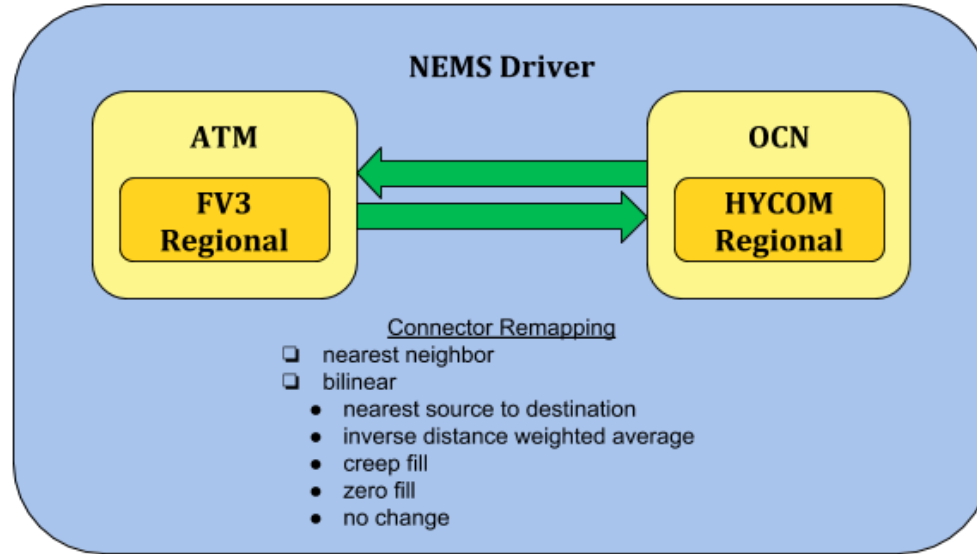 NEMS Driver
ATM
FV3
Regional
OCN
HYCOM
Regional
Connector Remapping
❏ nearest neighbor
❏ bilinear
● nearest source to destination
● inverse distance weighted average
● creep fill
● zero fill
● no change